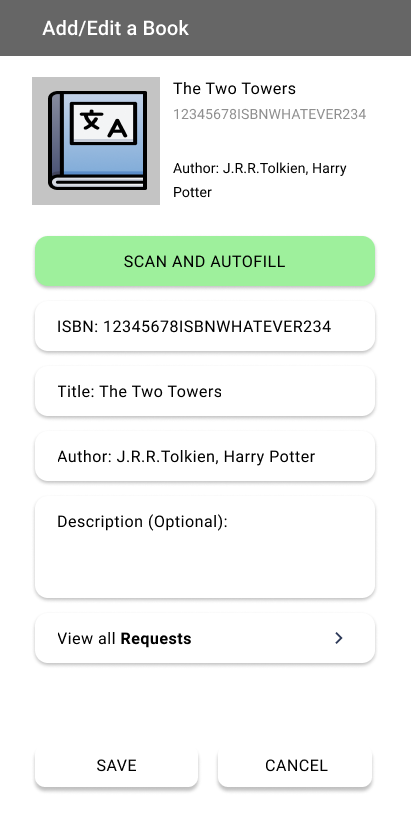 Add/Edit a Book
文 A
The Two Towers
12345678ISBNWHATEVER234
Author: J.R.R.Tolkien, Harry
Potter
SCAN AND AUTOFILL
ISBN: 12345678ISBNWHATEVER234
Title: The Two Towers
Author: J.R.R.Tolkien, Harry Potter
Description (Optional):
View all Requests
SAVE
CANCEL